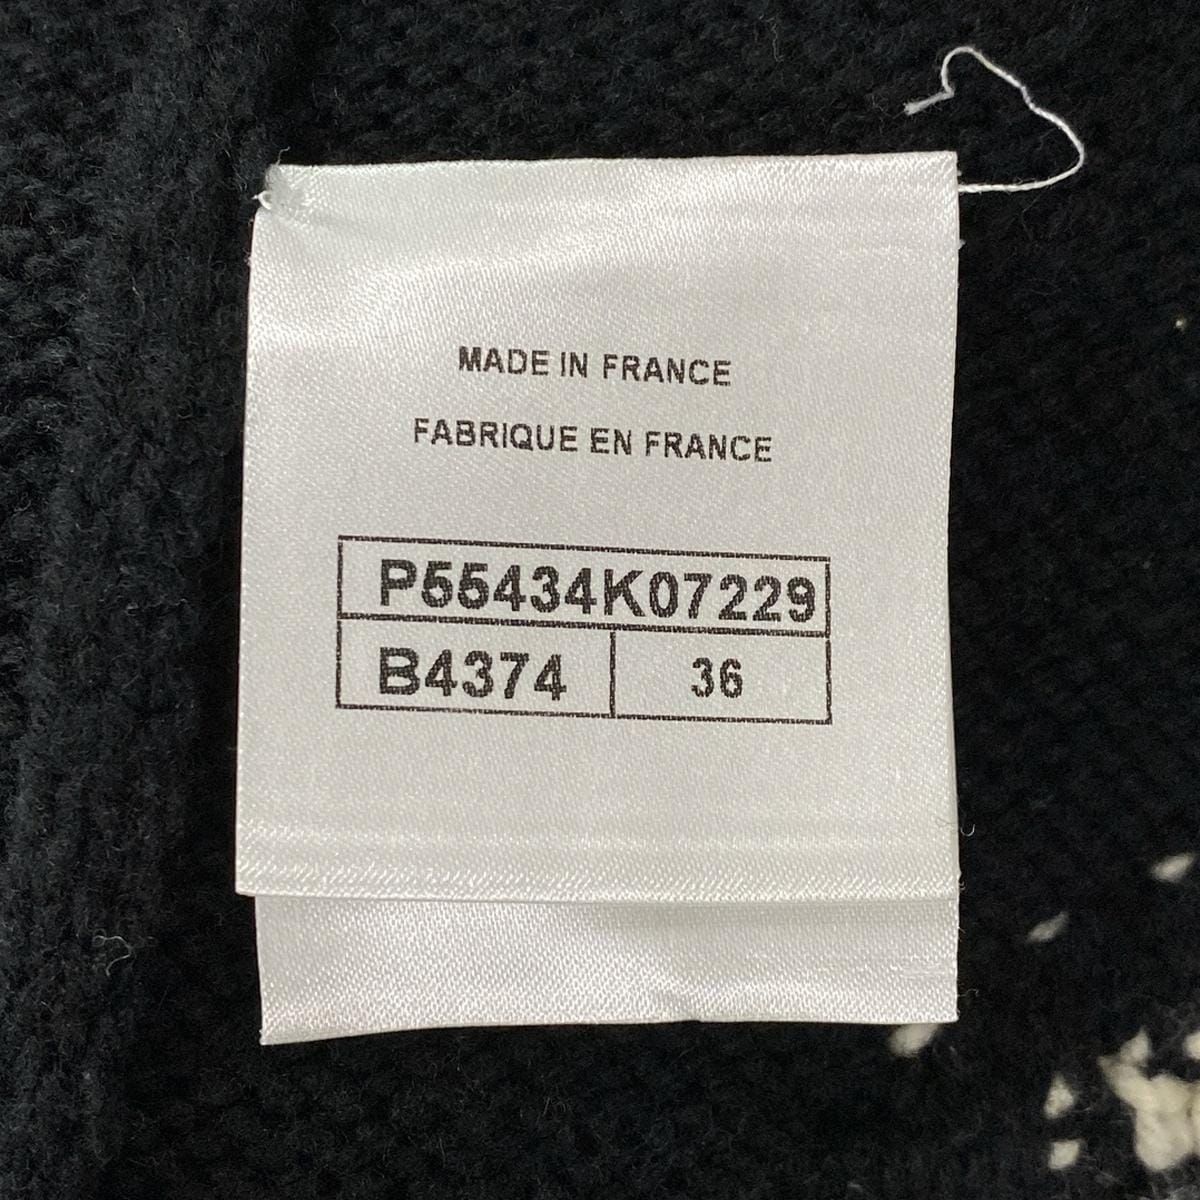 MADE IN FRANCE
FABRIQUE EN FRANCE
P55434K07229
B4374 36